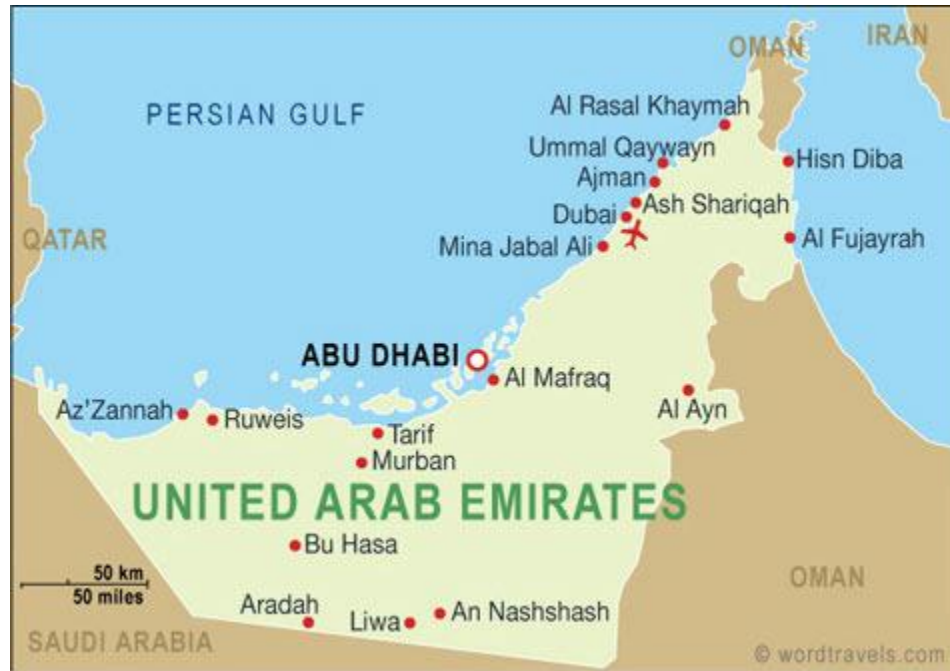 OMAN
IRAN
PERSIAN GULF
Al Rasal Khaymah
Ummal Qaywayn
Hisn Diba
Ajman
Ash Shariqah
Dubai
QATAR
Mina Jabal Ali
Al Fujayrah
ABU DHABI
Al Mafraq
Az'Zannah
Ruweis
Al Ayn
Tarif
Murban
UNITED ARAB EMIRATES
Bu Hasa
50 km
50 miles
OMAN
Aradah
Liwa
An Nashshash
SAUDI ARABIA
© wordtravels.com